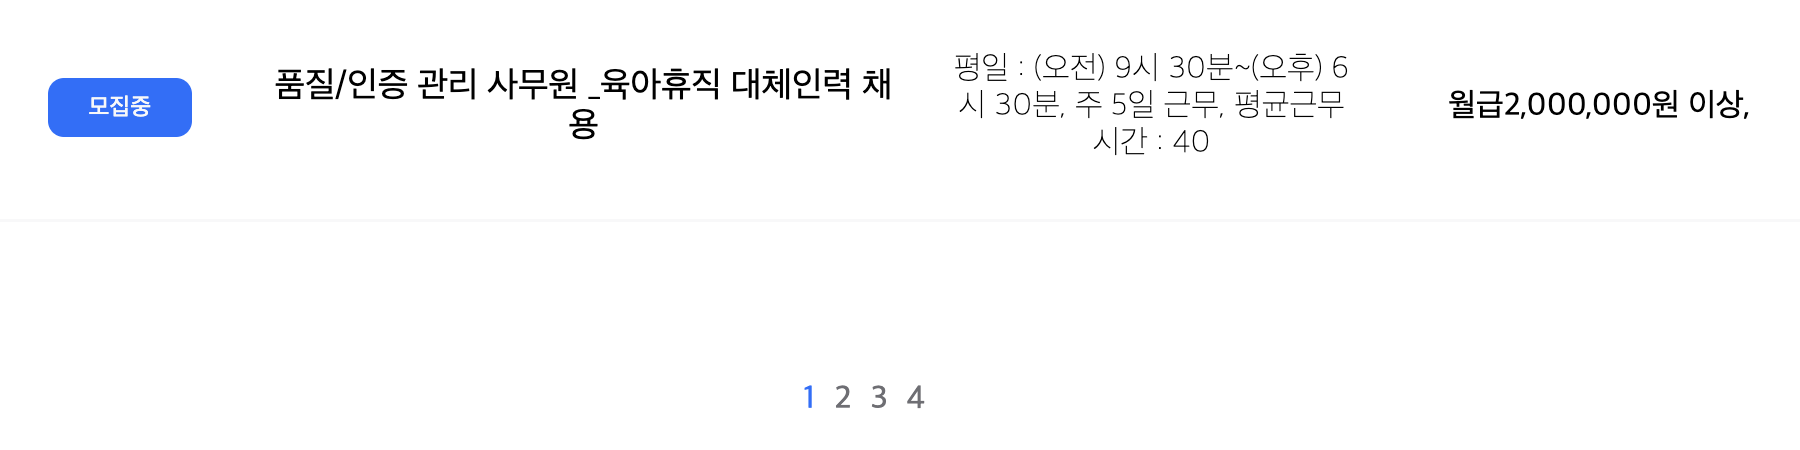 모집중
품질/인증 관리 사무원 _육아휴직 대체인력 채
용
평일 : (오전) 9시 30분~(오후) 6
시 30분, 주 5일 근무, 평균근무
시간 : 40
월급2,000,000원 이상,
1 2 3 4